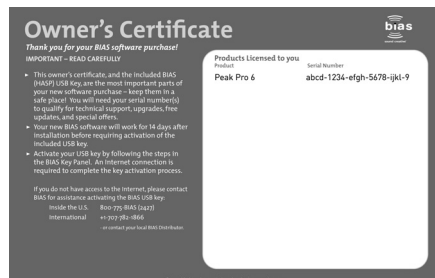 Owner's Certificate
bias
Thank you for your BIAS software purchase!
IMPORTANT – READ CAREFULLY
► This owner's certificate, and the included BIAS
(HASP) USB Key, are the most important parts of
your new software purchase – keep them in a
safe place! You will need your serial number(s)
to qualify for technical support, upgrades, free
updates, and special offers.
► Your new BIAS software will work for 14 days after
installation before requiring activation of the
included USB key.
► Activate your USB key by following the steps in
the BIAS Key Panel. An Internet connection is
required to complete the key activation process.
If you do not have access to the Internet, please contact
BIAS for assistance activating the BIAS USB key:
Inside the U.S. 800-775-BIAS (2427)
International +1-707-782-1866
- or contact your local BIAS Distributor.
Products Licensed to you
Product Serial Number
Peak Pro 6 abcd-1234-efgh-5678-ijkl-9